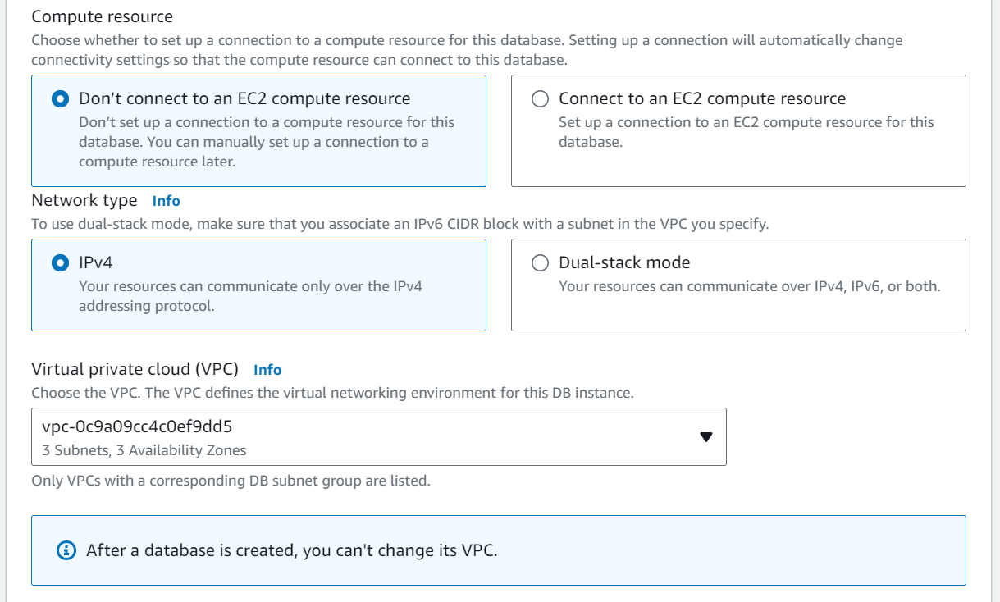 Compute resource
Choose whether to set up a connection to a compute resource for this database. Setting up a connection will automatically change
connectivity settings so that the compute resource can connect to this database.
Don’t connect to an EC2 compute resource
Don’t set up a connection to a compute resource for this
database. You can manually set up a connection to a
compute resource later.
Connect to an EC2 compute resource
Set up a connection to an EC2 compute resource for this
database.
Network type Info
To use dual-stack mode, make sure that you associate an IPv6 CIDR block with a subnet in the VPC you specify.
IPv4
Your resources can communicate only over the IPv4
addressing protocol.
Dual-stack mode
Your resources can communicate over IPv4, IPv6, or both.
Virtual private cloud (VPC) Info
Choose the VPC. The VPC defines the virtual networking environment for this DB instance.
vpc-0c9a09cc4c0ef9dd5
3 Subnets, 3 Availability Zones
Only VPCs with a corresponding DB subnet group are listed.
After a database is created, you can't change its VPC.